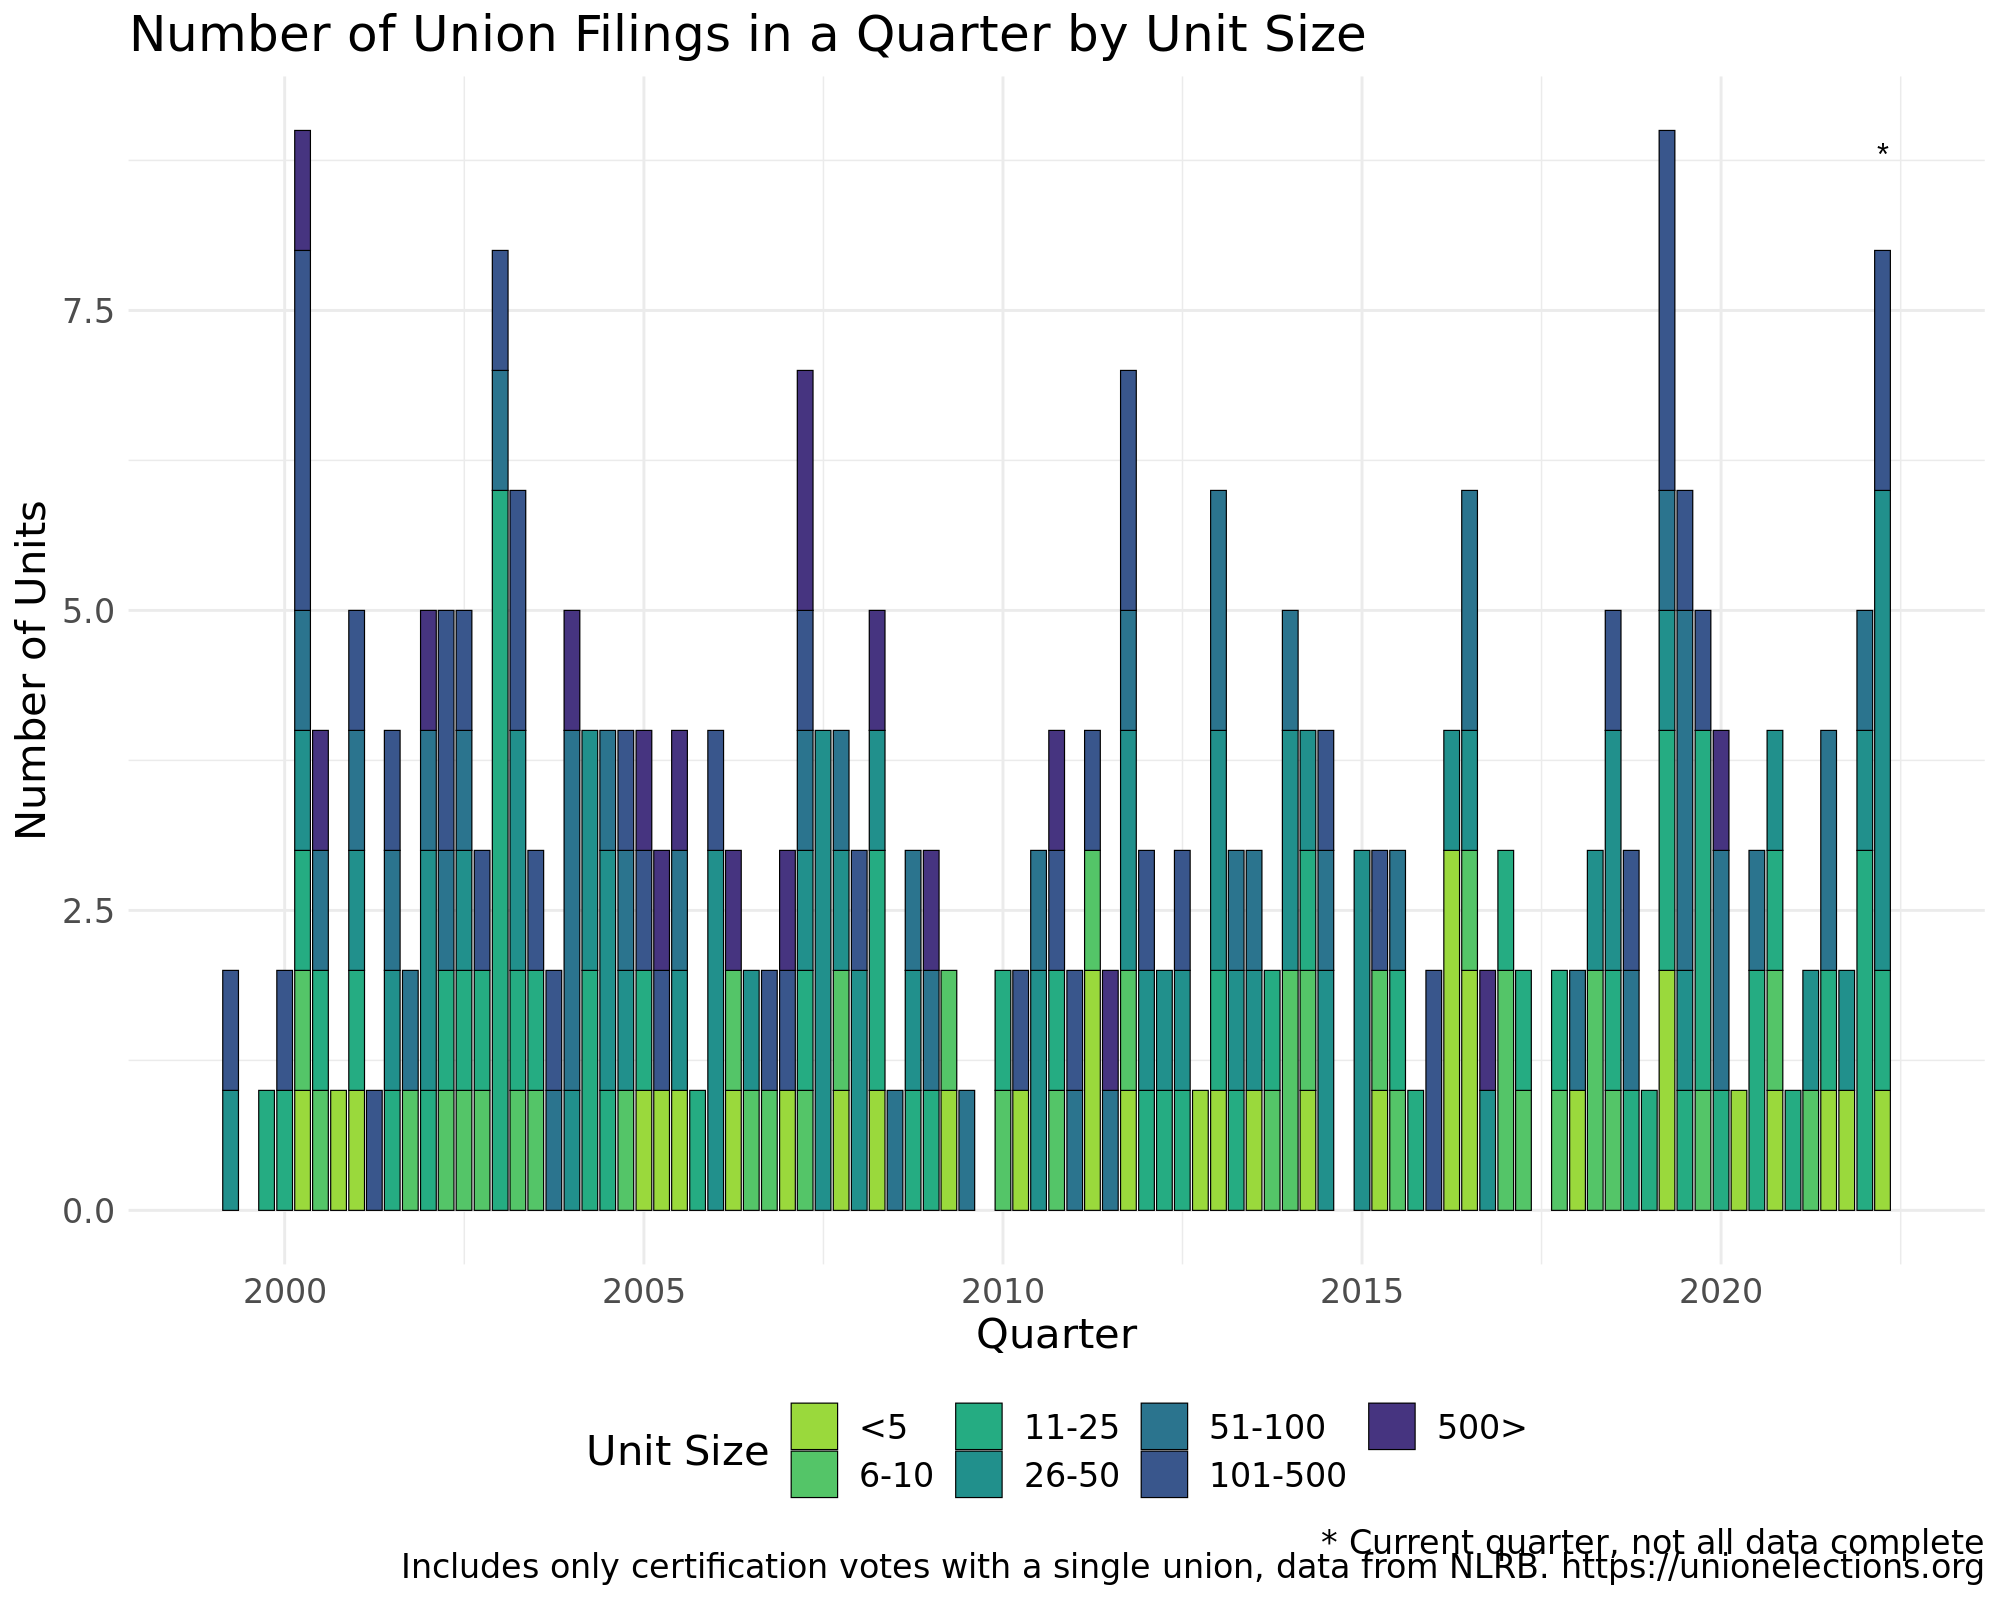 Number of Union Filings in a Quarter by Unit Size
*
7.5
5.0
2.5
0.0
Number of Units
2000 2005 2010 2015 2020
Quarter
Unit Size
<5 11-25 51-100 500>
6-10 26-50 101-500
* Current quarter, not all data complete
Includes only certification votes with a single union, data from NLRB. https://unionelections.org